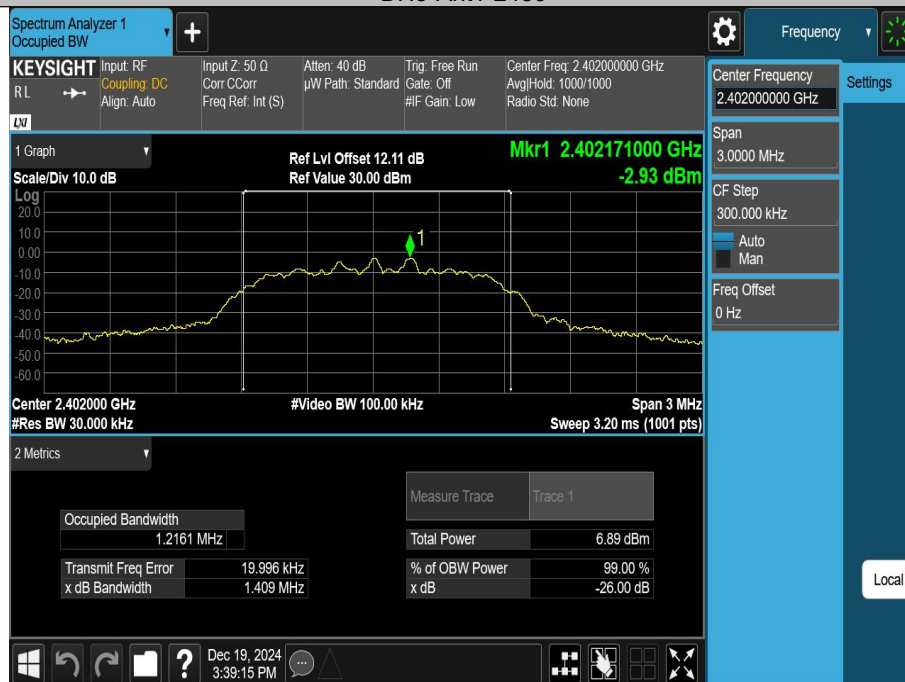 Spectrum Analyzer 1
Occupied BW
Frequency
KEYSIGHT
RL
LXI
Input: RF
Coupling: DC
Align: Auto
Input Z: 50 Ω
Corr CCorr
Freq Ref: Int (S)
Atten: 40 dB
µW Path: Standard
Trig: Free Run
Gate: Off
#IF Gain: Low
Center Freq: 2.402000000 GHz
Avg|Hold: 1000/1000
Radio Std: None
Center Frequency
2.402000000 GHz
Settings
Span
3.0000 MHz
CF Step
300.000 kHz
Auto
Man
Freq Offset
0 Hz
Local
1 Graph
Scale/Div 10.0 dB
Ref Lvl Offset 12.11 dB
Ref Value 30.00 dBm
Mkr1 2.402171000 GHz
-2.93 dBm
Log
20.0
10.0
0.00
-10.0
-20.0
-30.0
-40.0
-50.0
-60.0
1
Center 2.402000 GHz
#Res BW 30.000 kHz
#Video BW 100.00 kHz
Span 3 MHz
Sweep 3.20 ms (1001 pts)
2 Metrics
Measure Trace Trace 1
Occupied Bandwidth
1.2161 MHz
Total Power 6.89 dBm
Transmit Freq Error 19.996 kHz
% of OBW Power 99.00 %
x dB Bandwidth 1.409 MHz
x dB -26.00 dB
Dec 19, 2024
3:39:15 PM